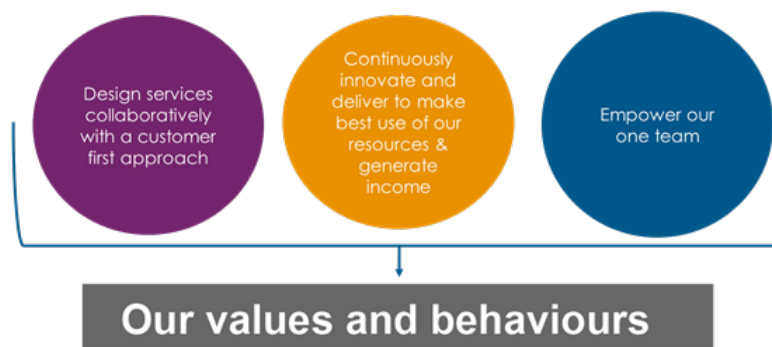 Design services
collaboratively
with a customer
first approach
Continuously
innovate and
deliver to make
best use of our
resources &
generate
income
Empower our
one team
Our values and behaviours